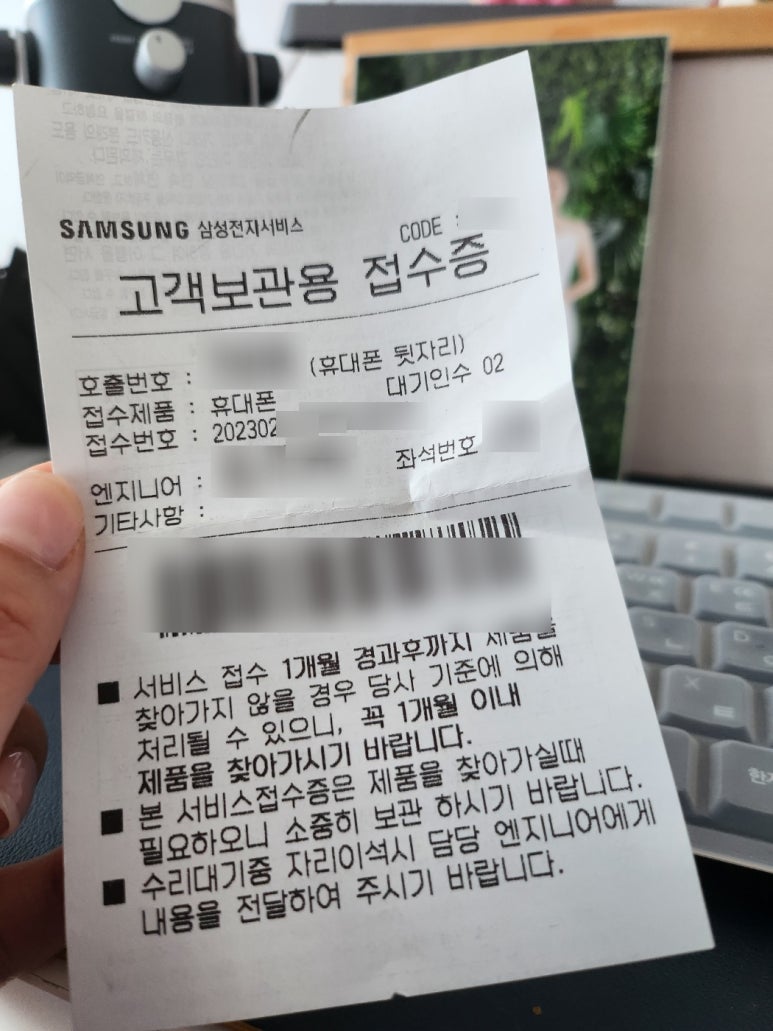 SAMSUNG 삼성전자서비스 CODE :
고객보관용 접수증
호출번호 : (휴대폰 뒷자리)
접수제품 : 휴대폰 대기인수 02
접수번호 : 202302
엔지니어 : 좌석번호
기타사항 :
■ 서비스 접수 1개월 경과후까지 제품을
찾아가지 않을 경우 당사 기준에 의해
처리될 수 있으니, 꼭 1개월 이내
제품을 찾아가시기 바랍니다.
■ 본 서비스접수증은 제품을 찾아가실때
필요하오니 소중히 보관 하시기 바랍니다.
■ 수리대기중 자리이석시 담당 엔지니어에게
내용을 전달하여 주시기 바랍니다.